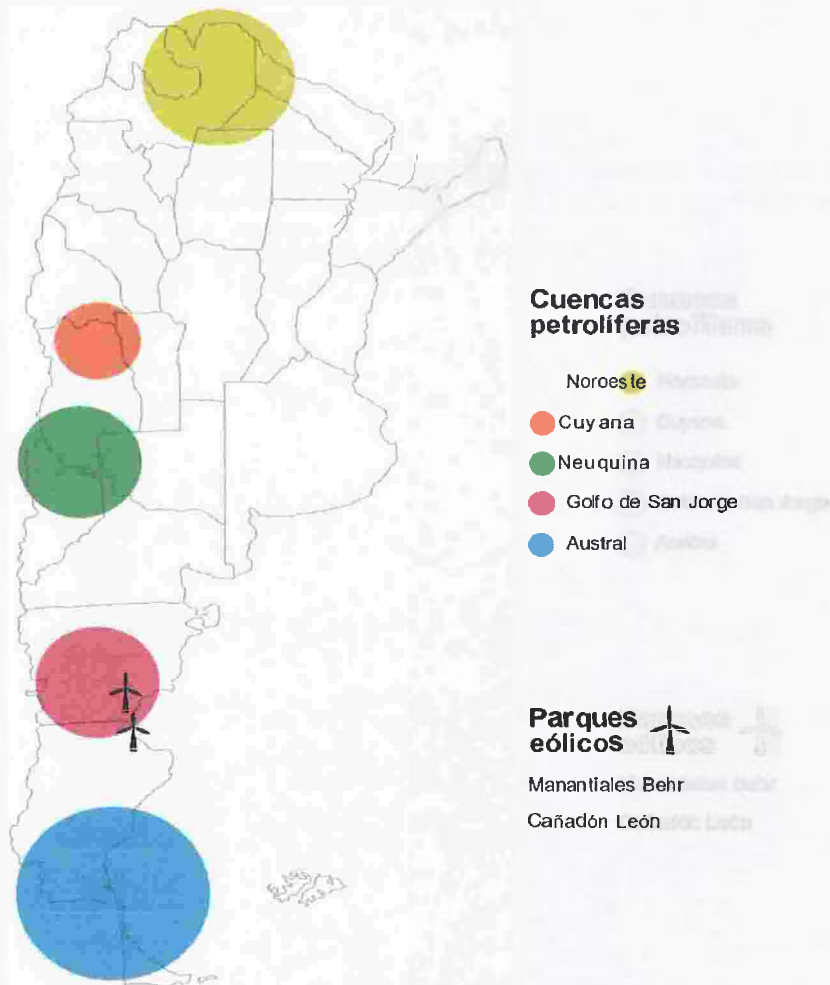 Cuencas
petrolíferas
Noroeste
Cuyana
Neuquina
Golfo de San Jorge
Austral
Parques
eólicos
Manantiales Behr
Cañadón León